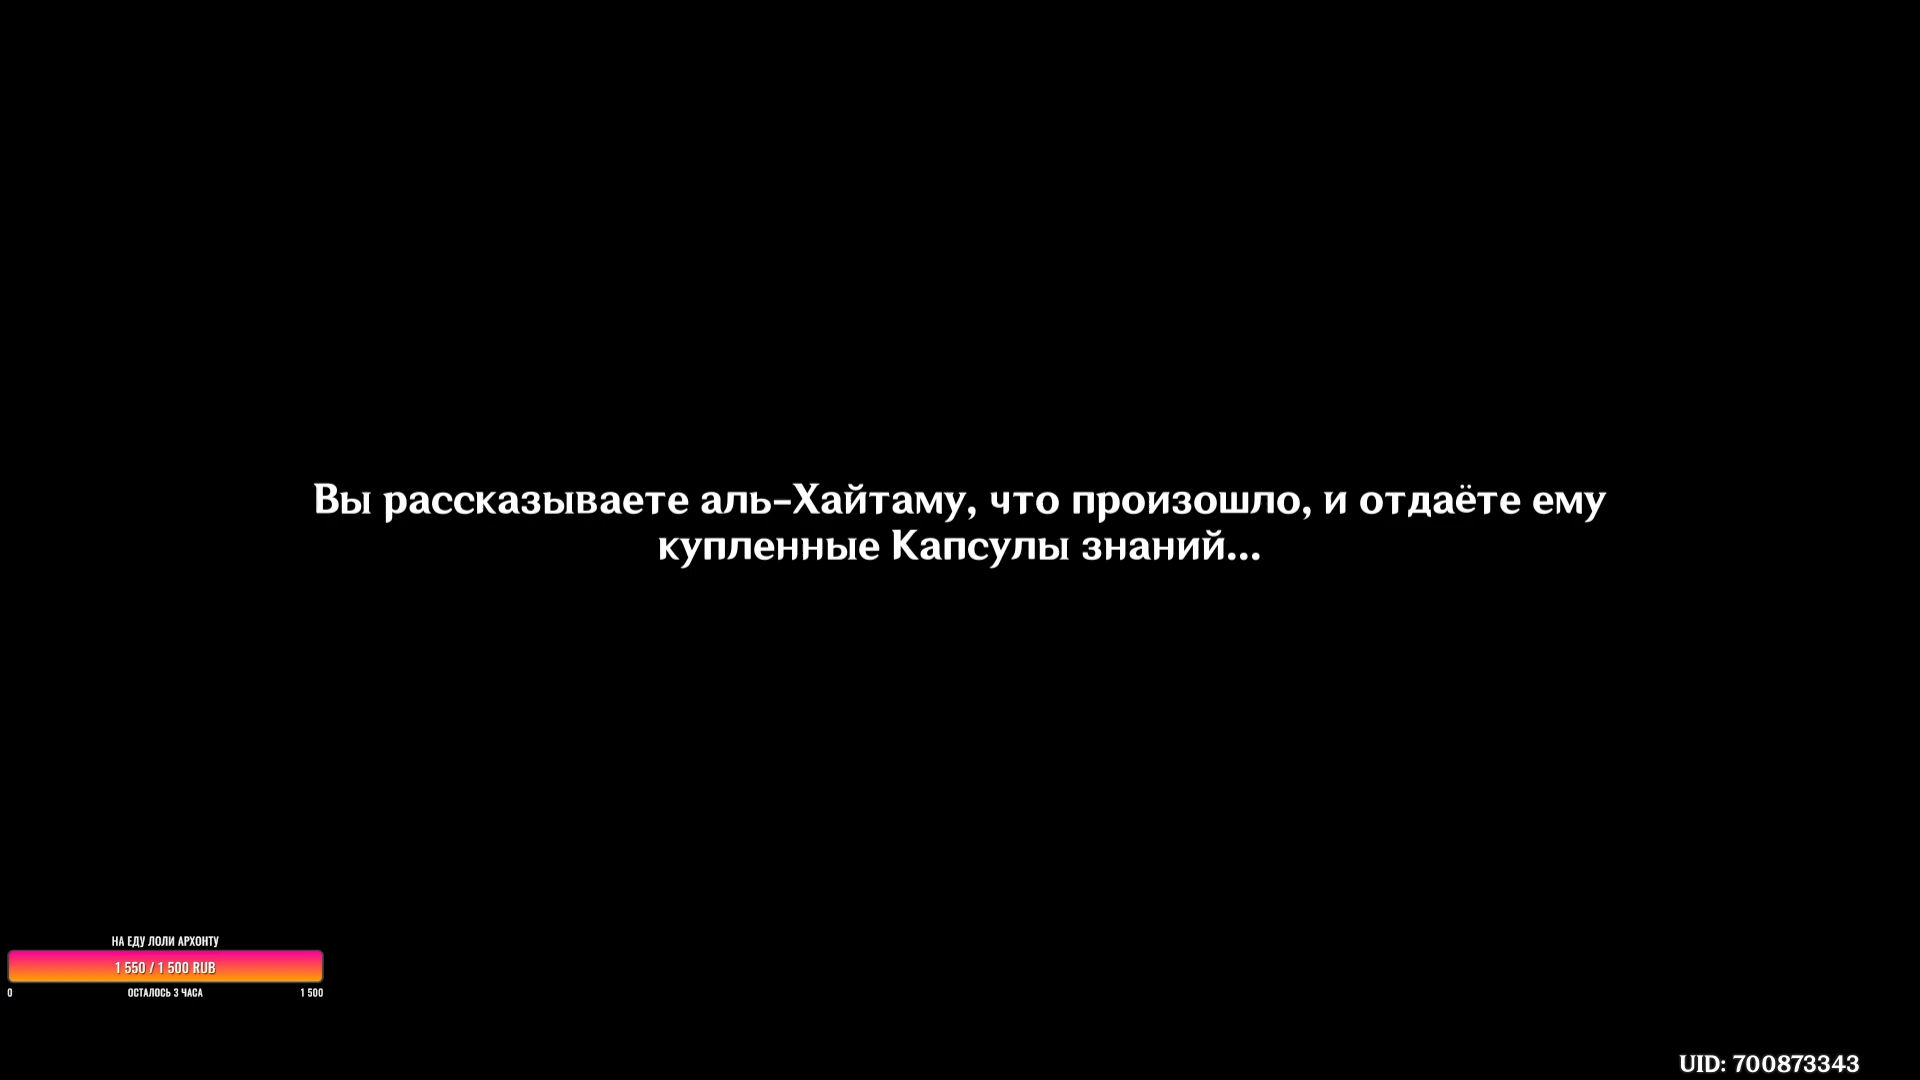 Вы рассказываете аль-Хайтаму, что произошло, и отдаёте ему
купленные Капсулы знаний...
НА ЕДУ ЛОЛИ АРХОНТУ
1 550 / 1 500 RUB
0 ОСТАЛОСЬ 3 ЧАСА 1 500
UID: 700873343